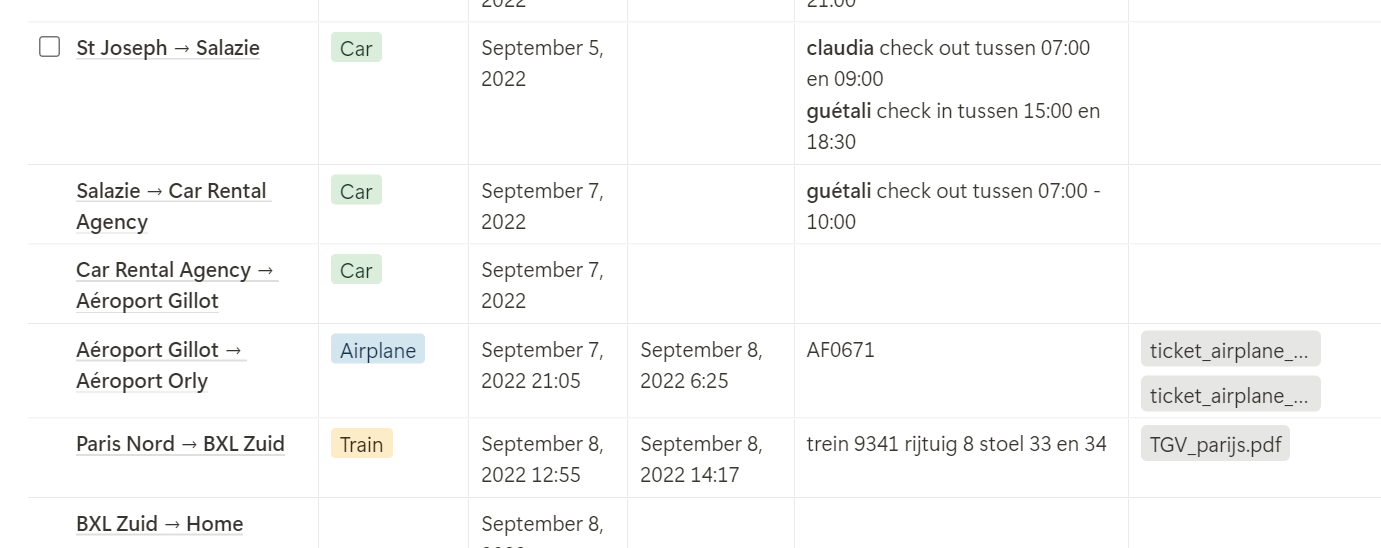 2022
21:00
St Joseph → Salazie
Car
September 5,
2022
claudia check out tussen 07:00
en 09:00
guétali check in tussen 15:00 en
18:30
Salazie → Car Rental
Agency
Car
September 7,
2022
guétali check out tussen 07:00 -
10:00
Car Rental Agency →
Aéroport Gillot
Car
September 7,
2022
Aéroport Gillot →
Aéroport Orly
Airplane
September 7,
2022 21:05
September 8,
2022 6:25
AF0671
ticket_airplane_...
ticket_airplane_...
Paris Nord → BXL Zuid
Train
September 8,
2022 12:55
September 8,
2022 14:17
trein 9341 rijtuig 8 stoel 33 en 34
TGV_parijs.pdf
BXL Zuid → Home
September 8,